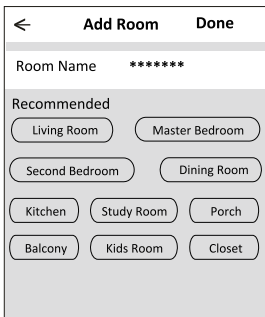 Add Room Done
Room Name *******
Recommended
Living Room Master Bedroom
Second Bedroom Dining Room
Kitchen Study Room Porch
Balcony Kids Room Closet